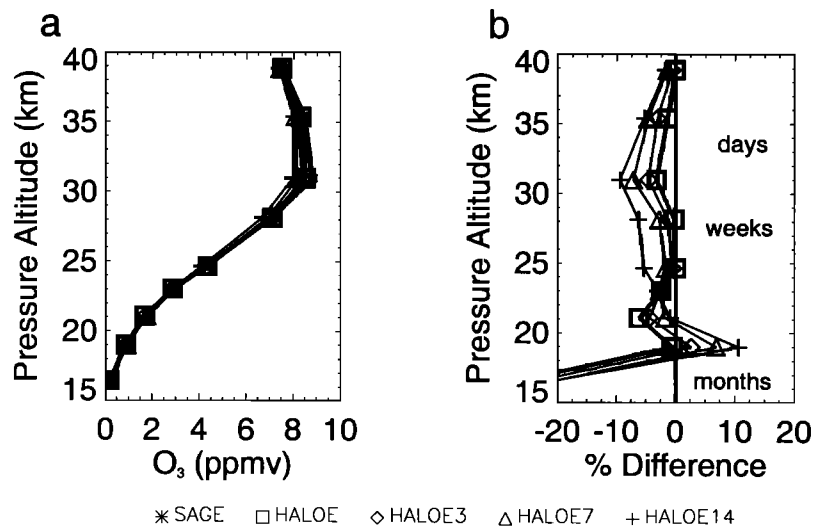 a
40
35
30
25
20
15
Pressure Altitude (km)
0 2 4 6 8 10
O₃ (ppmv)
b
40
35
30
25
20
15
Pressure Altitude (km)
days
weeks
months
-20 -10 0 10 20
% Difference
SAGE HALOE HALOE3 HALOE7 HALOE14